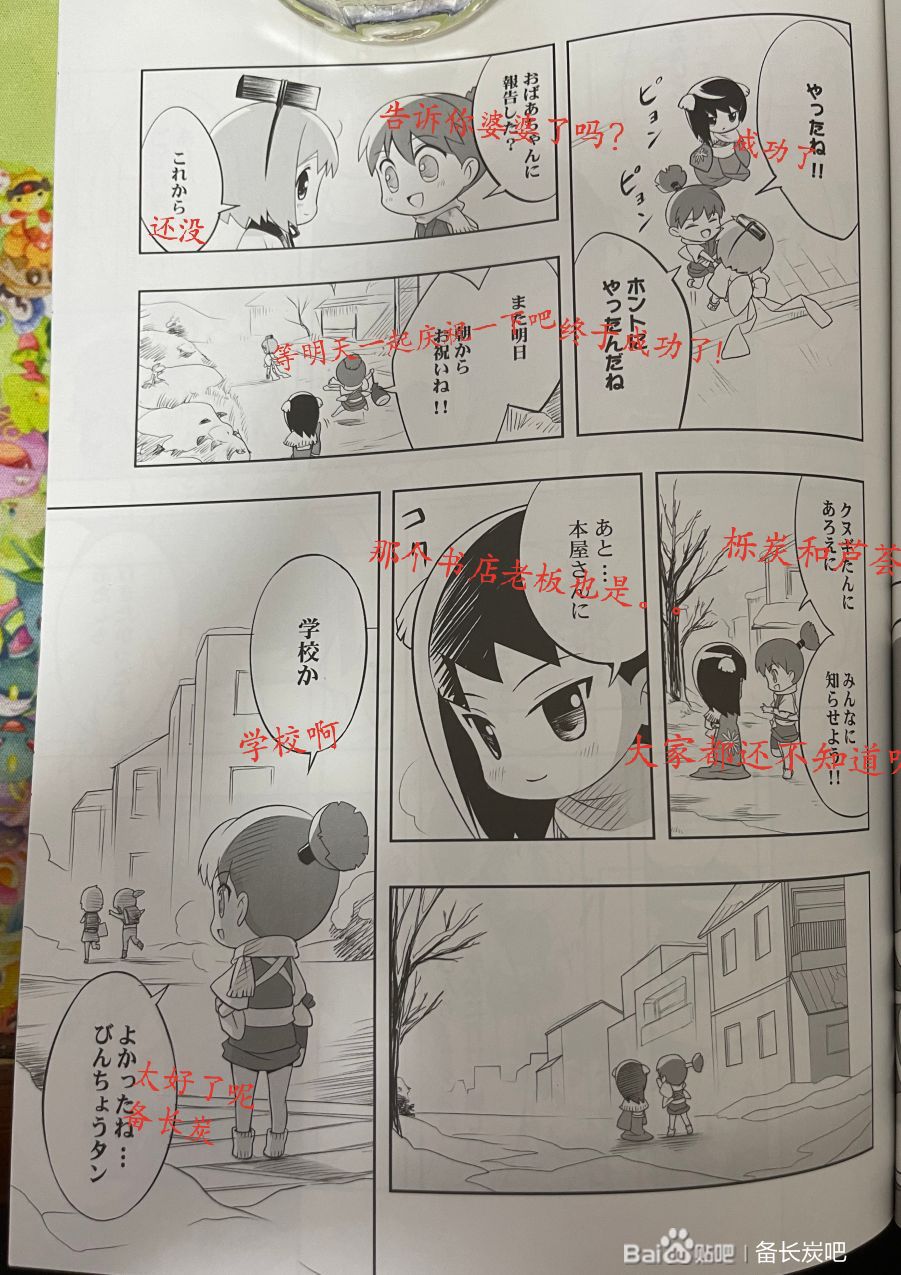 やったね!!
成功了
ピョン
ピョン
ホントに
やったんだね
终于成功了!
おばあちゃんに
報告した?
告诉你婆婆了吗?
これから
还没
また明日
朝から
お祝いね!!
等明天一起庆祝一下吧
クヌギたんに
あろえに
栎炭和芦荟
みんなに
知らせよう!!
大家都还不知道呢
あと…
本屋さんに
那个书店老板也是。。
コ
コ
学校か
学校啊
よかったね…
びんちょうタン
太好了呢
备长炭
Bai du 贴吧 | 备长炭吧